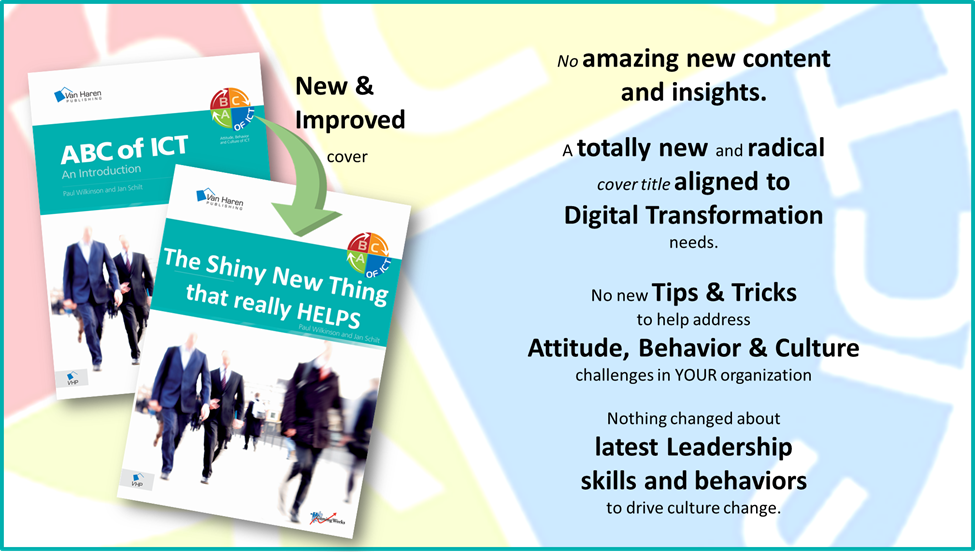 Van Haren
PUBLISHING
B C
A OF ICT
Attitude, Behavior
and Culture of ICT
ABC of ICT
An Introduction
Paul Wilkinson and Jan Schilt
VHP
New &
Improved
cover
Van Haren
PUBLISHING
B C
A OF ICT
The Shiny New Thing
that really HELPS
Paul Wilkinson and Jan Schilt
VHP
No amazing new content
and insights.
A totally new and radical
cover title aligned to
Digital Transformation
needs.
No new Tips & Tricks
to help address
Attitude, Behavior & Culture
challenges in YOUR organization
Nothing changed about
latest Leadership
skills and behaviors
to drive culture change.